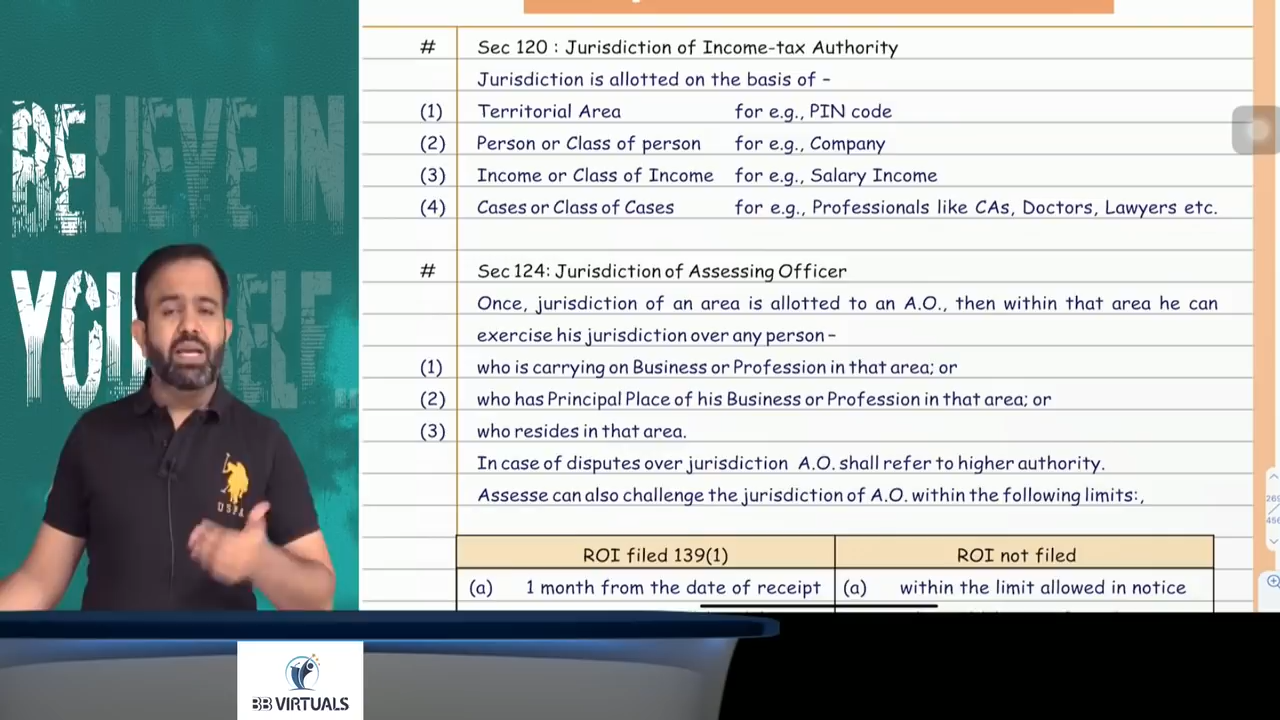 BELIEVE IN
YOURSELF...
# Sec 120 : Jurisdiction of Income-tax Authority
Jurisdiction is allotted on the basis of –
(1) Territorial Area for e.g., PIN code
(2) Person or Class of person for e.g., Company
(3) Income or Class of Income for e.g., Salary Income
(4) Cases or Class of Cases for e.g., Professionals like CAs, Doctors, Lawyers etc.
# Sec 124: Jurisdiction of Assessing Officer
Once, jurisdiction of an area is allotted to an A.O., then within that area he can
exercise his jurisdiction over any person –
(1) who is carrying on Business or Profession in that area; or
(2) who has Principal Place of his Business or Profession in that area; or
(3) who resides in that area.
In case of disputes over jurisdiction A.O. shall refer to higher authority.
Assesse can also challenge the jurisdiction of A.O. within the following limits:,
ROI filed 139(1) ROI not filed
(a) 1 month from the date of receipt (a) within the limit allowed in notice
USPA
269
456
BB VIRTUALS